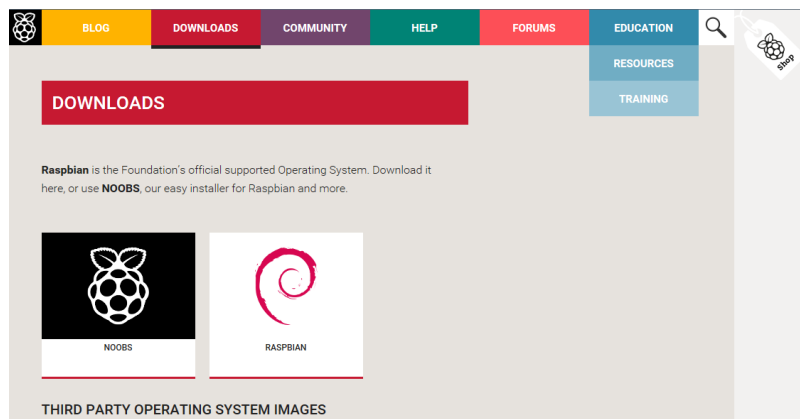 BLOG DOWNLOADS COMMUNITY HELP FORUMS EDUCATION
RESOURCES
TRAINING
Shop
DOWNLOADS
Raspbian is the Foundation's official supported Operating System. Download it
here, or use NOOBS, our easy installer for Raspbian and more.
NOOBS RASPBIAN
THIRD PARTY OPERATING SYSTEM IMAGES